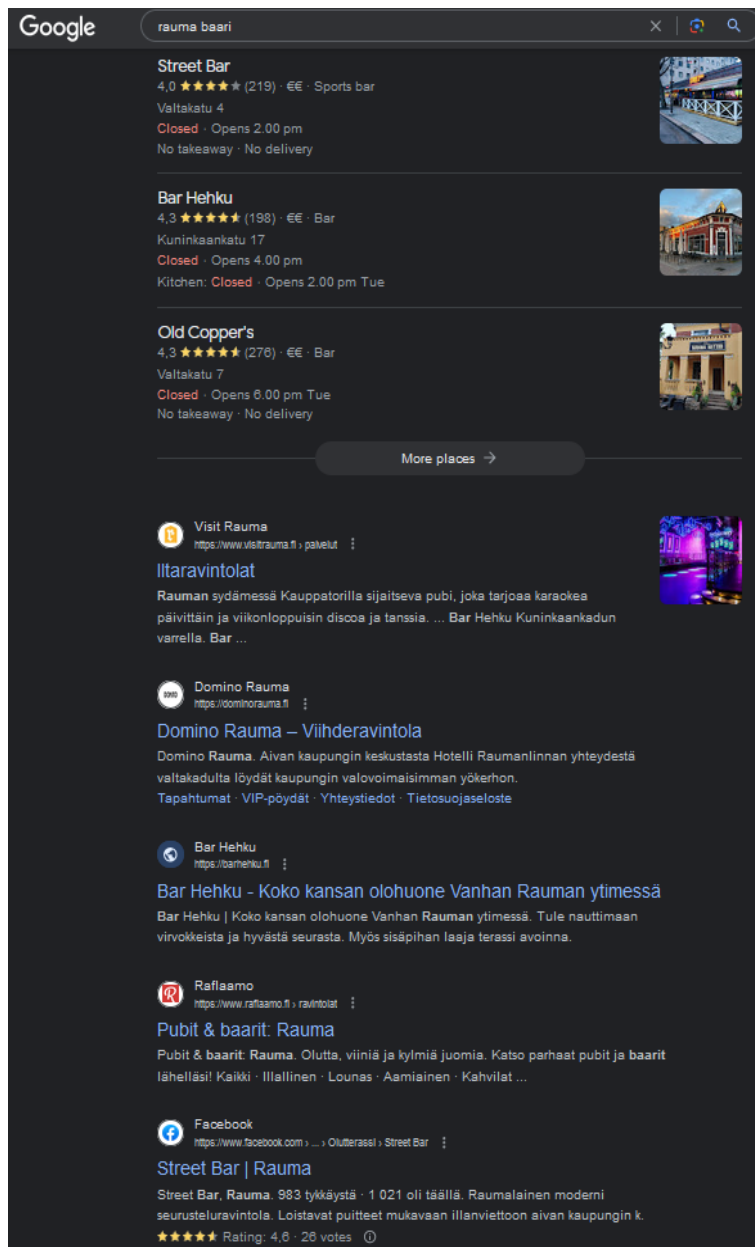 Google
rauma baari
Street Bar
4,0 ★★★★★ (219) · €€ · Sports bar
Valtakatu 4
Closed · Opens 2.00 pm
No takeaway · No delivery
Bar Hehku
4,3 ★★★★★ (198) · €€ · Bar
Kuninkaankatu 17
Closed · Opens 4.00 pm
Kitchen: Closed · Opens 2.00 pm Tue
Old Copper's
4,3 ★★★★★ (276) · €€ · Bar
Valtakatu 7
Closed · Opens 6.00 pm Tue
No takeaway · No delivery
More places →
Visit Rauma
https://www.visitrauma.fi › palvelut
Iltaravintolat
Rauman sydämessä Kauppatorilla sijaitseva pubi, joka tarjoaa karaokea
päivittäin ja viikonloppuisin discoa ja tanssia. ... Bar Hehku Kuninkaankadun
varrella. Bar ...
DOMINO
Domino Rauma
https://dominorauma.fi
Domino Rauma – Viihderavintola
Domino Rauma. Aivan kaupungin keskustasta Hotelli Raumanlinnan yhteydestä
valtakadulta löydät kaupungin valovoimaisimman yökerhon.
Tapahtumat · VIP-pöydät · Yhteystiedot · Tietosuojaseloste
Bar Hehku
https://barhehku.fi
Bar Hehku - Koko kansan olohuone Vanhan Rauman ytimessä
Bar Hehku | Koko kansan olohuone Vanhan Rauman ytimessä. Tule nauttimaan
virvokkeista ja hyvästä seurasta. Myös sisäpihan laaja terassi avoinna.
R
Raflaamo
https://www.raflaamo.fi › ravintolat
Pubit & baarit: Rauma
Pubit & baarit: Rauma. Olutta, viiniä ja kylmiä juomia. Katso parhaat pubit ja baarit
lähelläsi! Kaikki · Illallinen · Lounas · Aamiainen · Kahvilat ...
Facebook
https://www.facebook.com › ... › Olutterassi › Street Bar
Street Bar | Rauma
Street Bar, Rauma. 983 tykkäystä · 1 021 oli täällä. Raumalainen moderni
seurusteluravintola. Loistavat puitteet mukavaan illanviettoon aivan kaupungin k.
★★★★★ Rating: 4,6 · 26 votes